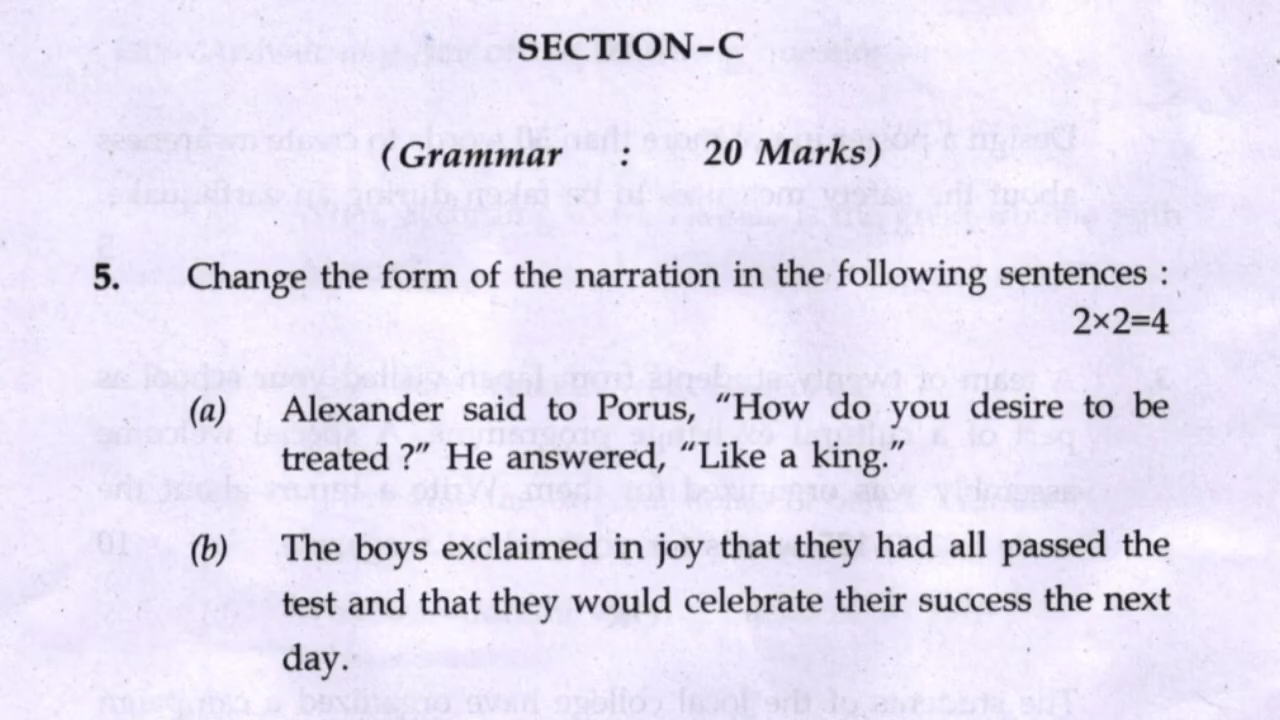 SECTION–C
(Grammar : 20 Marks)
5. Change the form of the narration in the following sentences :
2×2=4
(a) Alexander said to Porus, “How do you desire to be
treated ?” He answered, “Like a king.”
(b) The boys exclaimed in joy that they had all passed the
test and that they would celebrate their success the next
day.